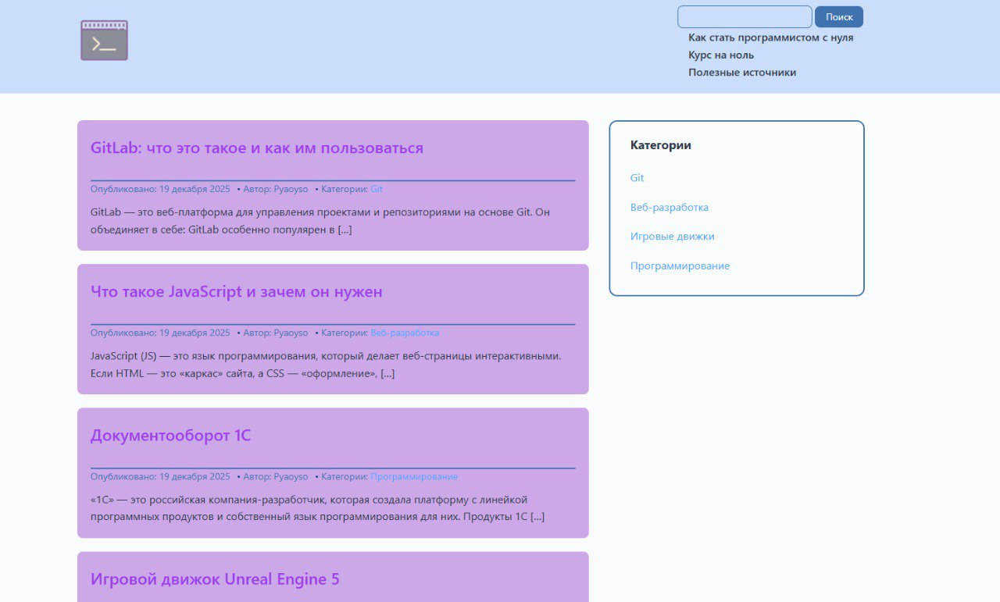 Поиск
Как стать программистом с нуля
Курс на ноль
Полезные источники
GitLab: что это такое и как им пользоваться
Опубликовано: 19 декабря 2025 • Автор: Pyaoyso • Категории: Git
GitLab — это веб-платформа для управления проектами и репозиториями на основе Git. Он
объединяет в себе: GitLab особенно популярен в [...]
Что такое JavaScript и зачем он нужен
Опубликовано: 19 декабря 2025 • Автор: Pyaoyso • Категории: Веб-разработка
JavaScript (JS) — это язык программирования, который делает веб-страницы интерактивными.
Если HTML — это «каркас» сайта, а CSS — «оформление», [...]
Документооборот 1С
Опубликовано: 19 декабря 2025 • Автор: Pyaoyso • Категории: Программирование
«1С» — это российская компания-разработчик, которая создала платформу с линейкой
программных продуктов и собственный язык программирования для них. Продукты 1С [...]
Игровой движок Unreal Engine 5
Категории
Git
Веб-разработка
Игровые движки
Программирование